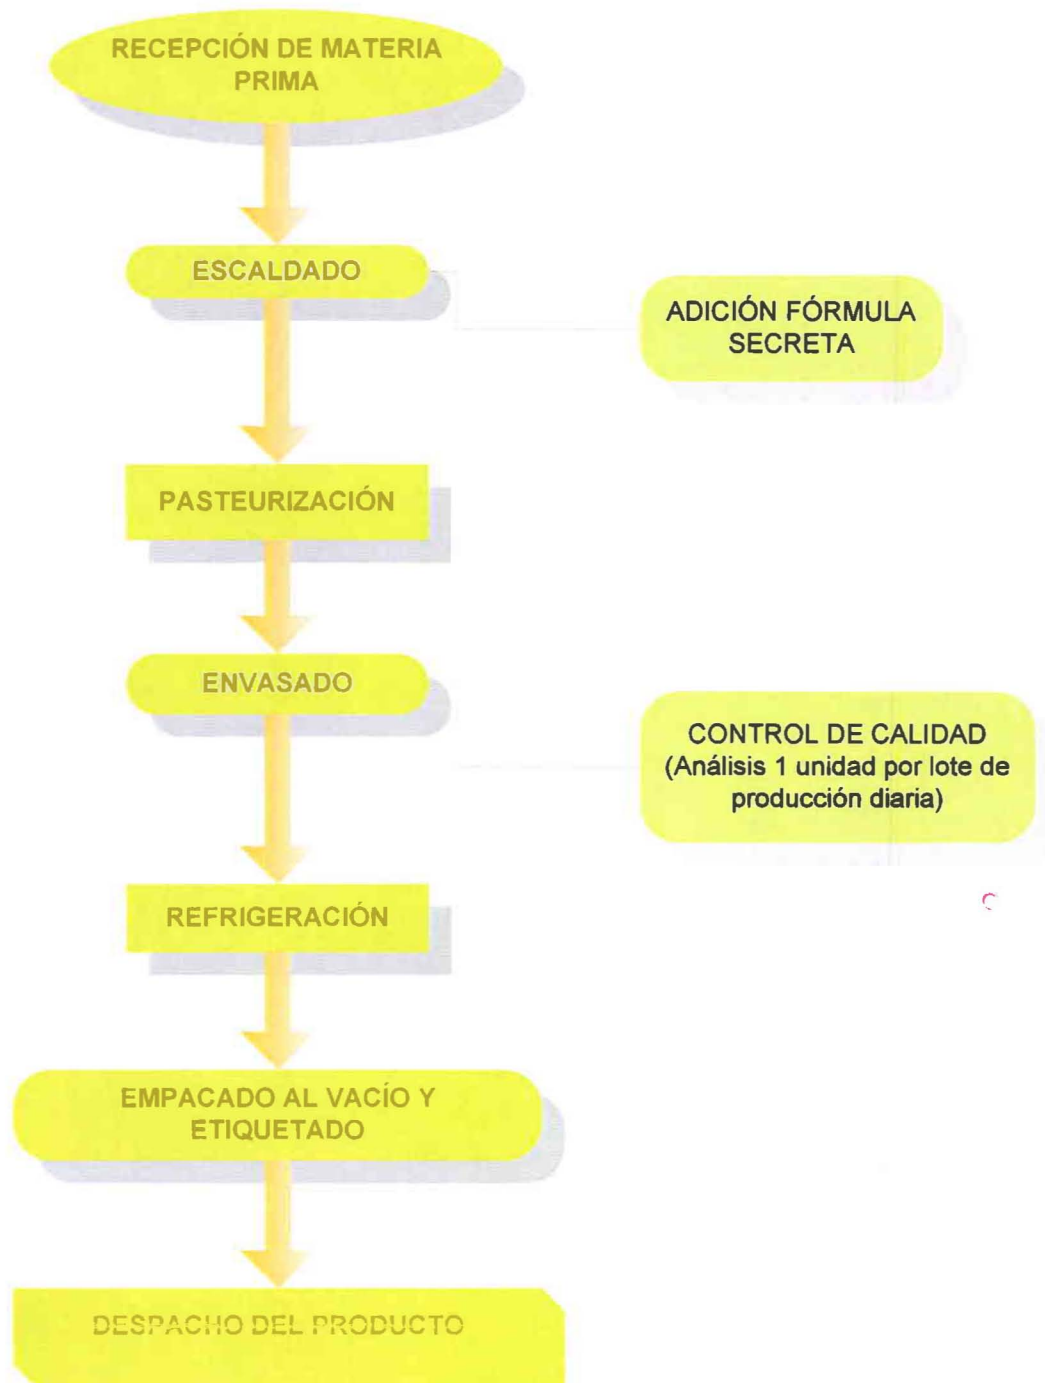 RECEPCIÓN DE MATERIA
PRIMA
ESCALDADO
ADICIÓN FÓRMULA
SECRETA
PASTEURIZACIÓN
ENVASADO
CONTROL DE CALIDAD
(Análisis 1 unidad por lote de
producción diaria)
REFRIGERACIÓN
EMPACADO AL VACÍO Y
ETIQUETADO
DESPACHO DEL PRODUCTO